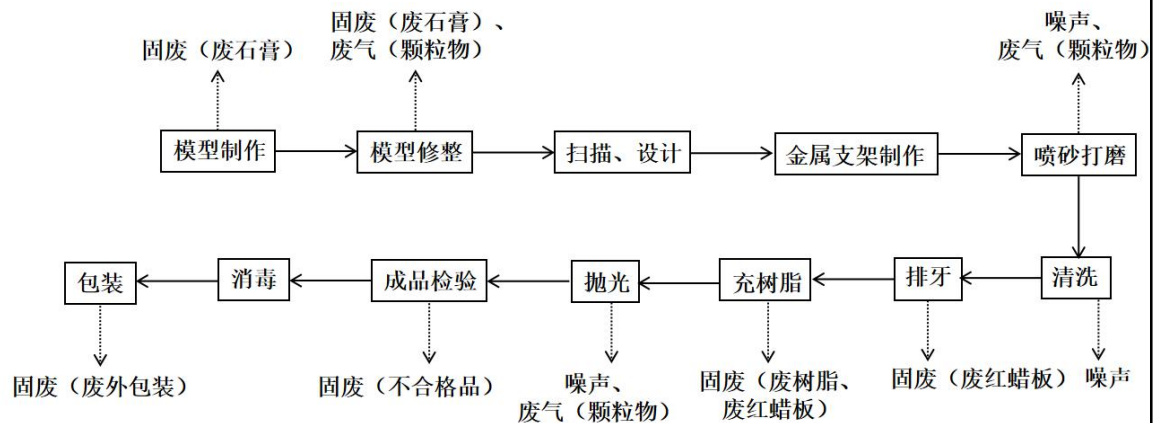 固废（废石膏）
固废（废石膏）、
废气（颗粒物）
噪声、
废气（颗粒物）
模型制作
模型修整
扫描、设计
金属支架制作
喷砂打磨
包装
消毒
成品检验
抛光
充树脂
排牙
清洗
固废（废外包装）
固废（不合格品）
噪声、
废气（颗粒物）
固废（废树脂、
废红蜡板）
固废（废红蜡板）
噪声